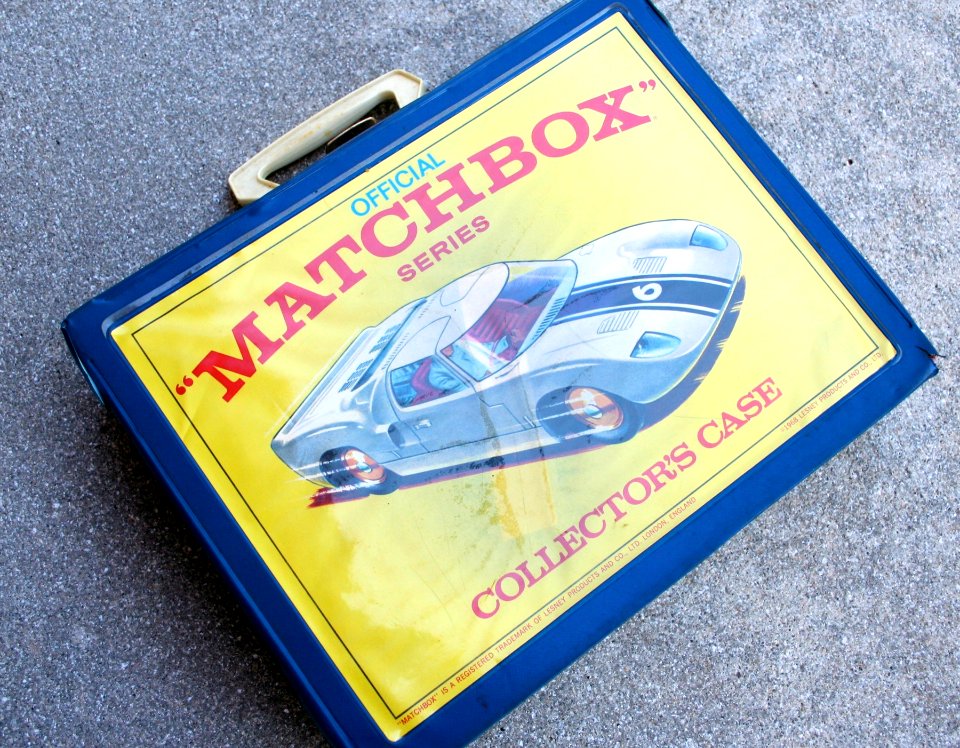 OFFICIAL
"MATCHBOX"
SERIES
6
COLLECTOR'S CASE
©1968 LESNEY PRODUCTS AND CO., LTD.
"MATCHBOX" IS A REGISTERED TRADEMARK OF LESNEY PRODUCTS AND CO., LTD. LONDON, ENGLAND